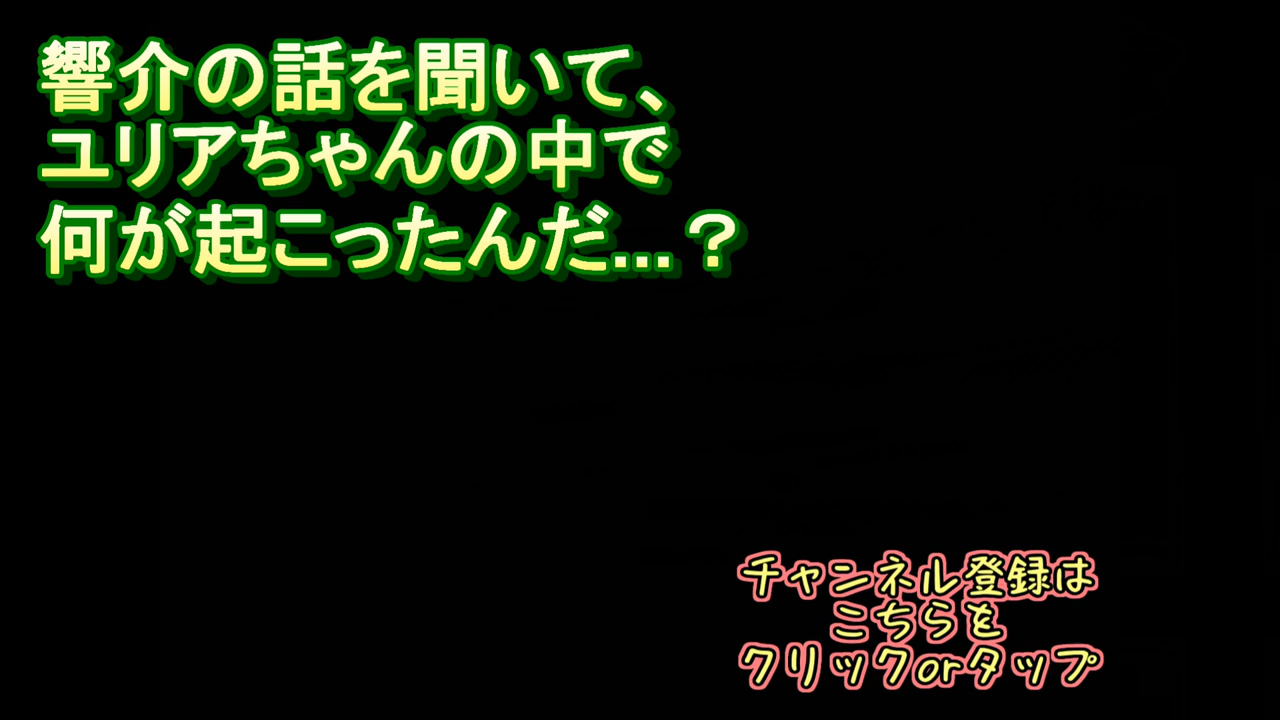 響介の話を聞いて、
ユリアちゃんの中で
何が起こったんだ...？
チャンネル登録は
こちらを
クリックorタップ